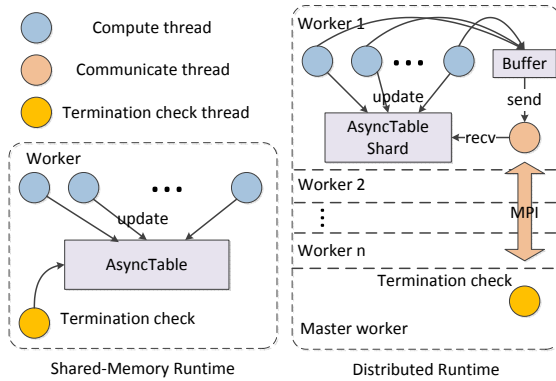 Compute thread
Communicate thread
Termination check thread
Worker
update
AsyncTable
Termination check
Shared-Memory Runtime
Worker 1
Buffer
update
send
AsyncTable
Shard
recv
Worker 2
MPI
Worker n
Termination check
Master worker
Distributed Runtime